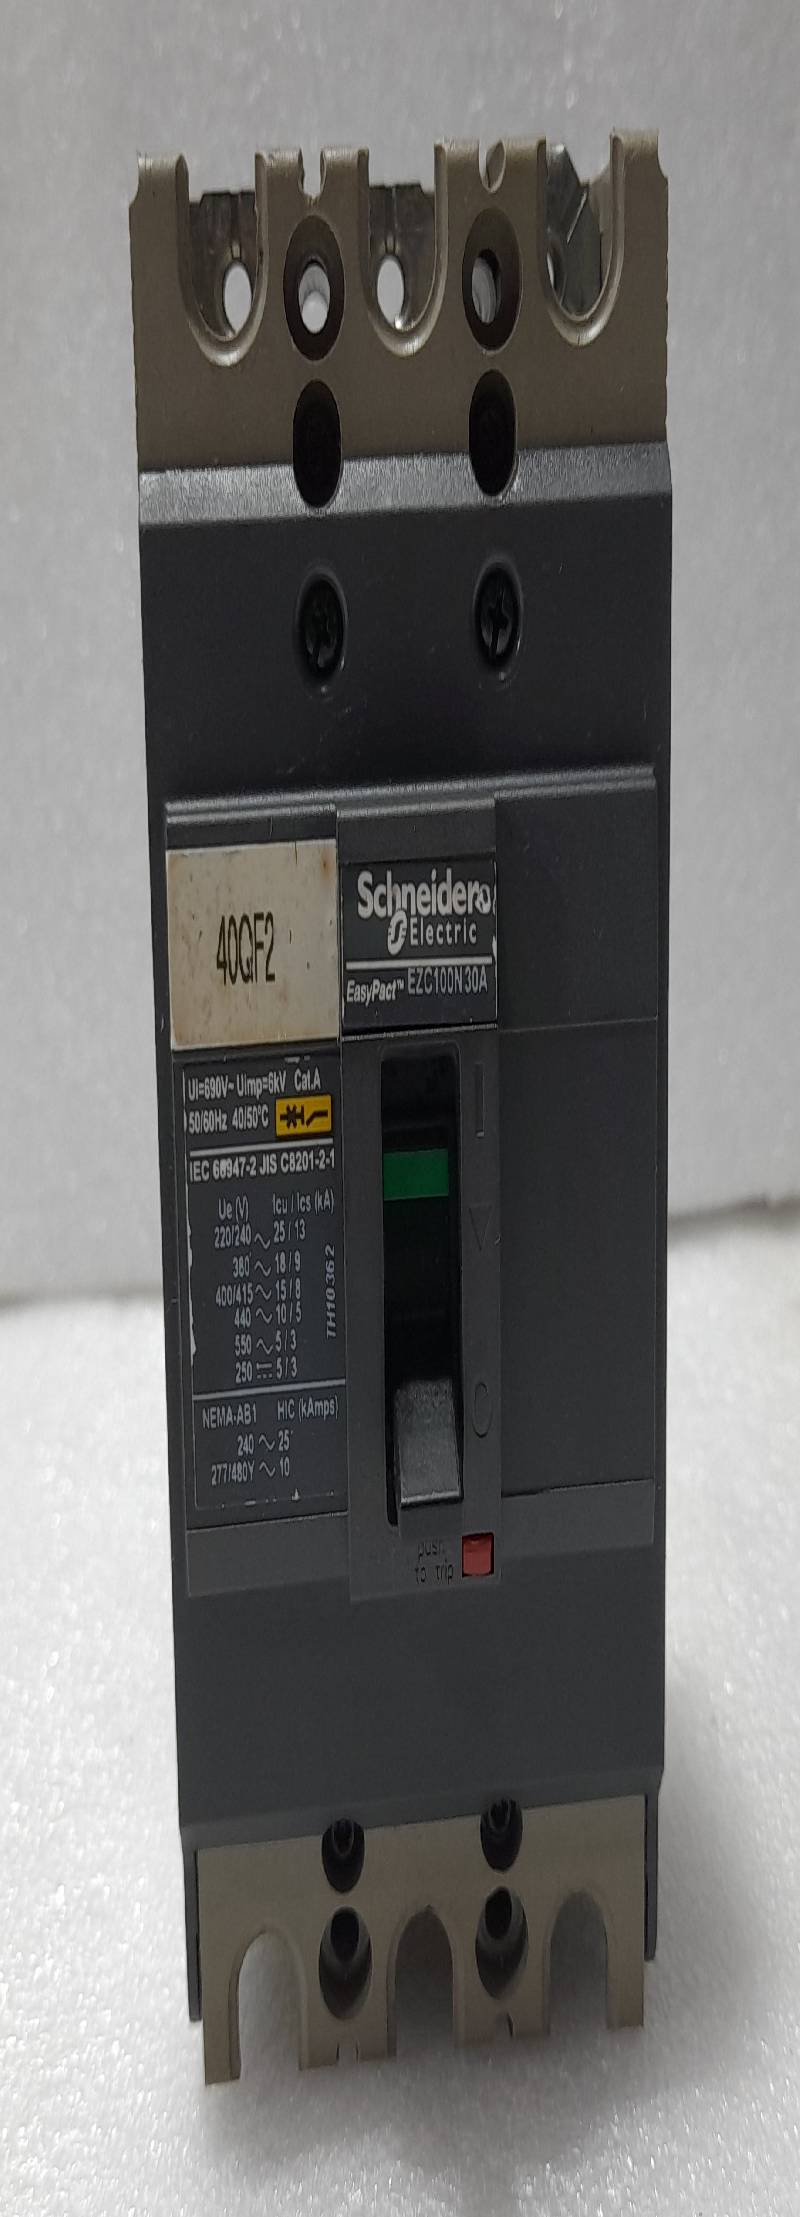 40QF2
Schneider
Electric
EasyPact™ EZC100N30A
Ui=690V~ Uimp=6kV Cat.A
50/60Hz 40/50°C
IEC 60947-2 JIS C8201-2-1
Ue (V) Icu / Ics (kA)
220/240 ~ 25 / 13
380 ~ 18 / 9
400/415 ~ 15 / 8
440 ~ 10 / 5
550 ~ 5 / 3
250 ⎓ 5 / 3
TH10362
NEMA-AB1 HIC (kAmps)
240 ~ 25
277/480Y ~ 10
I
O
push
to trip